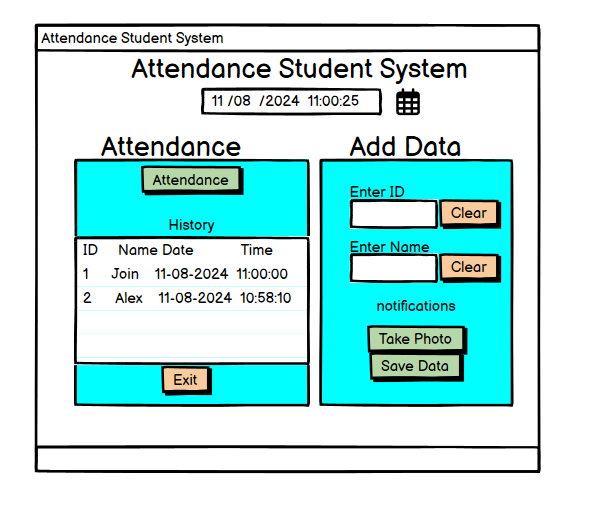 Attendance Student System
Attendance Student System
11 /08 /2024 11:00:25
Attendance
Attendance
History
ID Name Date Time
1 Join 11-08-2024 11:00:00
2 Alex 11-08-2024 10:58:10
Exit
Add Data
Enter ID
Clear
Enter Name
Clear
notifications
Take Photo
Save Data